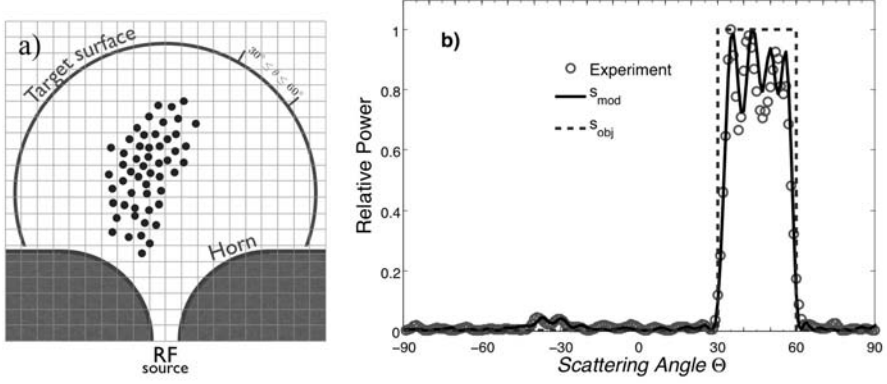 a)
Target surface
30° ≤ θ ≤ 60°
Horn
RF
source
b)
Relative Power
1
0.8
0.6
0.4
0.2
0
Experiment
s_mod
s_obj
−90
−60
−30
0
30
60
90
Scattering Angle Θ